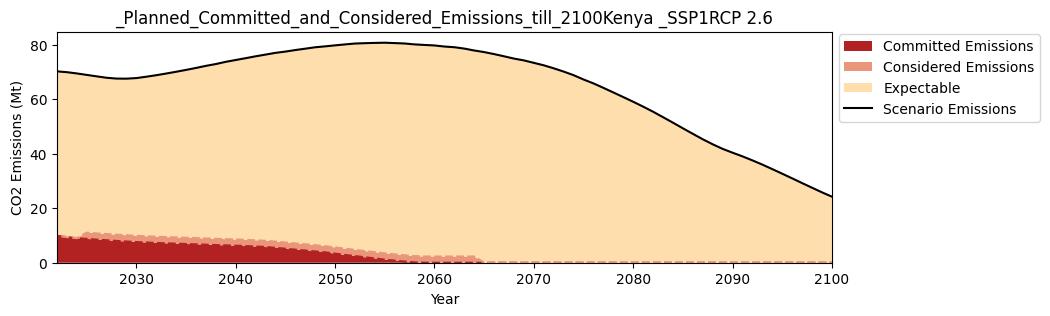 _Planned_Committed_and_Considered_Emissions_till_2100Kenya _SSP1RCP 2.6
CO2 Emissions (Mt)
80
60
40
20
0
2030 2040 2050 2060 2070 2080 2090 2100
Year
Committed Emissions
Considered Emissions
Expectable
Scenario Emissions